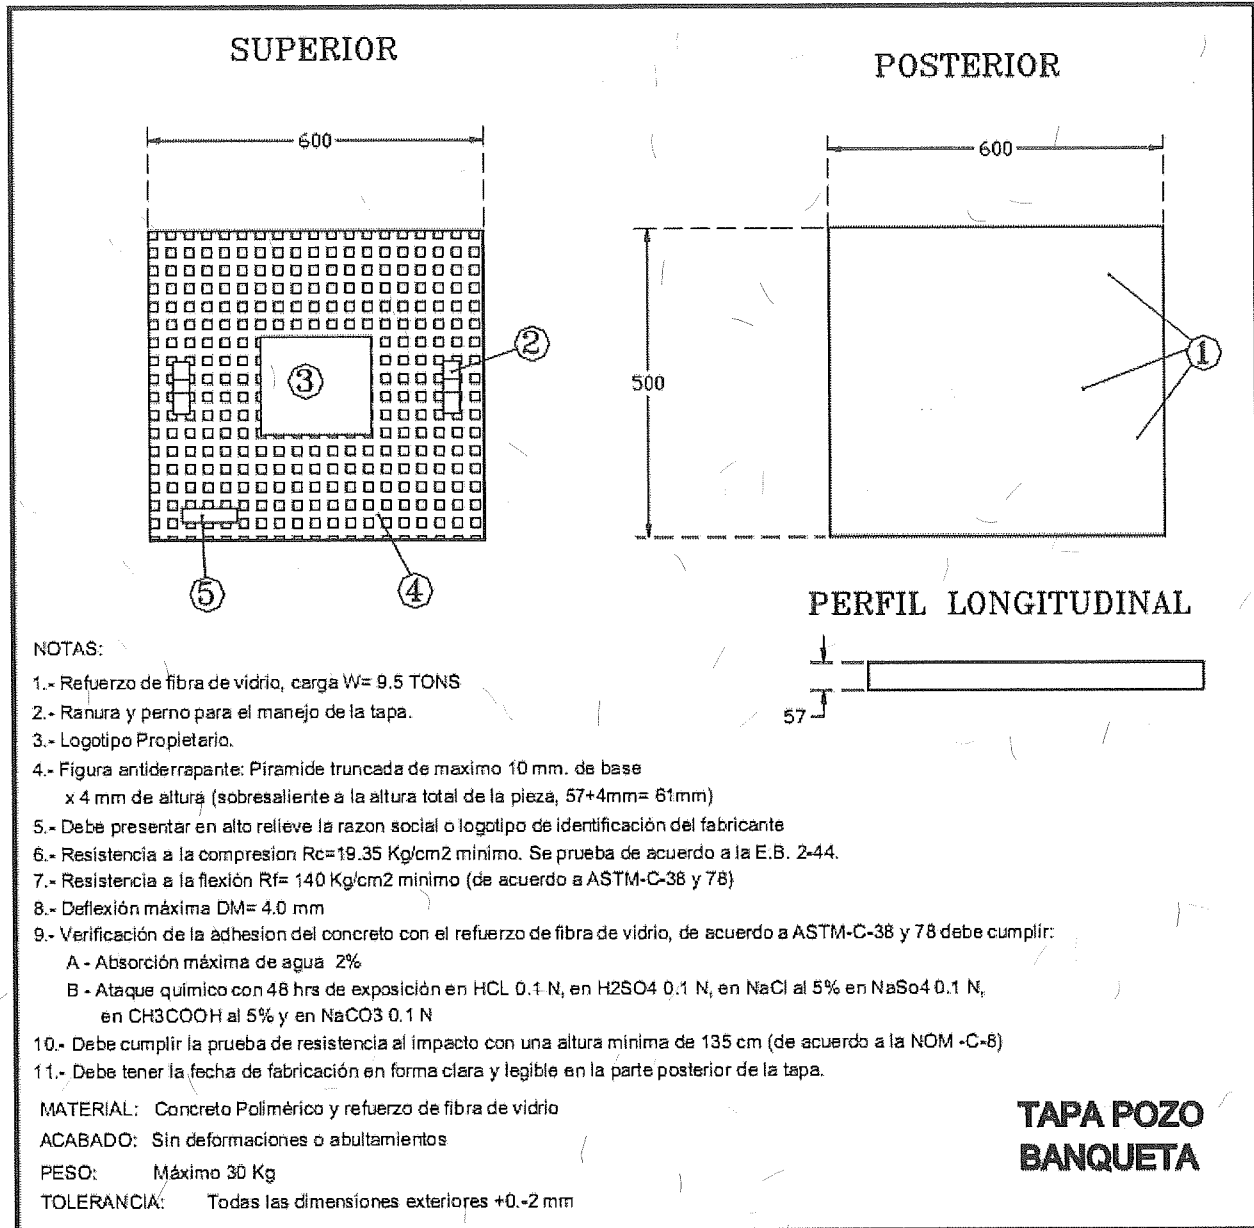 SUPERIOR
POSTERIOR
600
600
500
2
3
1
5
4
PERFIL LONGITUDINAL
57
NOTAS:
1.- Refuerzo de fibra de vidrio, carga W= 9.5 TONS
2.- Ranura y perno para el manejo de la tapa.
3.- Logotipo Propietario.
4.- Figura antiderrapante: Piramide truncada de maximo 10 mm. de base
x 4 mm de altura (sobresaliente a la altura total de la pieza, 57+4mm= 61mm)
5.- Debe presentar en alto relieve la razon social o logotipo de identificación del fabricante
6.- Resistencia a la compresion Rc=19.35 Kg/cm2 minimo. Se prueba de acuerdo a la E.B. 2-44.
7.- Resistencia a la flexión Rf= 140 Kg/cm2 minimo (de acuerdo a ASTM-C-38 y 78)
8.- Deflexión máxima DM= 4.0 mm
9.- Verificación de la adhesion del concreto con el refuerzo de fibra de vidrio, de acuerdo a ASTM-C-38 y 78 debe cumplir:
A - Absorción máxima de agua 2%
B - Ataque quimico con 48 hrs de exposición en HCL 0.1 N, en H2SO4 0.1 N, en NaCl al 5% en NaSo4 0.1 N,
en CH3COOH al 5% y en NaCO3 0.1 N
10.- Debe cumplir la prueba de resistencia al impacto con una altura minima de 135 cm (de acuerdo a la NOM -C-8)
11.- Debe tener la fecha de fabricación en forma clara y legible en la parte posterior de la tapa.
MATERIAL: Concreto Polimérico y refuerzo de fibra de vidrio
ACABADO: Sin deformaciones o abultamientos
PESO: Máximo 30 Kg
TOLERANCIA: Todas las dimensiones exteriores +0.-2 mm
TAPA POZO
BANQUETA